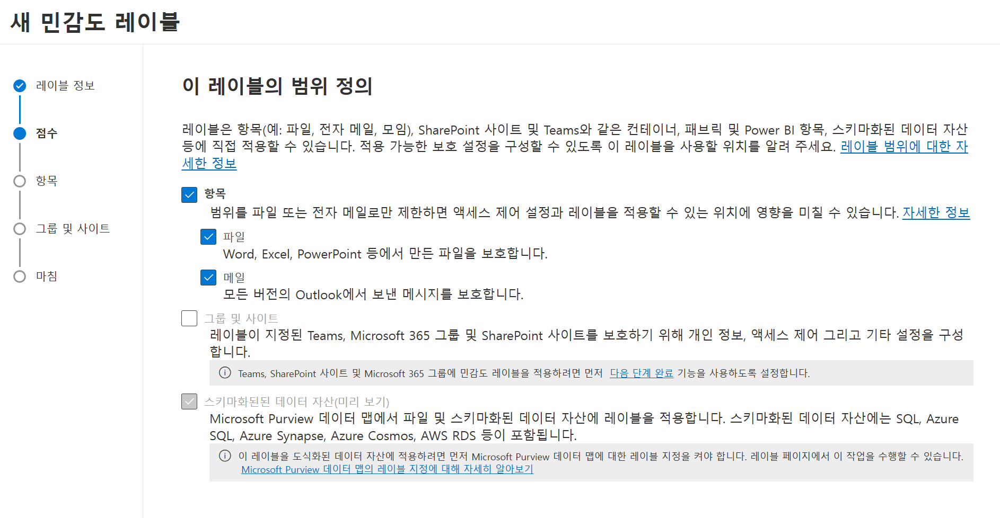 새 민감도 레이블
레이블 정보
점수
항목
그룹 및 사이트
마침
이 레이블의 범위 정의
레이블은 항목(예: 파일, 전자 메일, 모임), SharePoint 사이트 및 Teams와 같은 컨테이너, 패브릭 및 Power BI 항목, 스키마화된 데이터 자산
등에 직접 적용할 수 있습니다. 적용 가능한 보호 설정을 구성할 수 있도록 이 레이블을 사용할 위치를 알려 주세요. 레이블 범위에 대한 자
세한 정보
항목
범위를 파일 또는 전자 메일로만 제한하면 액세스 제어 설정과 레이블을 적용할 수 있는 위치에 영향을 미칠 수 있습니다. 자세한 정보
파일
Word, Excel, PowerPoint 등에서 만든 파일을 보호합니다.
메일
모든 버전의 Outlook에서 보낸 메시지를 보호합니다.
그룹 및 사이트
레이블이 지정된 Teams, Microsoft 365 그룹 및 SharePoint 사이트를 보호하기 위해 개인 정보, 액세스 제어 그리고 기타 설정을 구성
합니다.
Teams, SharePoint 사이트 및 Microsoft 365 그룹에 민감도 레이블을 적용하려면 먼저 다음 단계 완료 기능을 사용하도록 설정합니다.
스키마화된된 데이터 자산(미리 보기)
Microsoft Purview 데이터 맵에서 파일 및 스키마화된 데이터 자산에 레이블을 적용합니다. 스키마화된 데이터 자산에는 SQL, Azure
SQL, Azure Synapse, Azure Cosmos, AWS RDS 등이 포함됩니다.
이 레이블을 도식화된 데이터 자산에 적용하려면 먼저 Microsoft Purview 데이터 맵에 대한 레이블 지정을 켜야 합니다. 레이블 페이지에서 이 작업을 수행할 수 있습니다.
Microsoft Purview 데이터 맵의 레이블 지정에 대해 자세히 알아보기